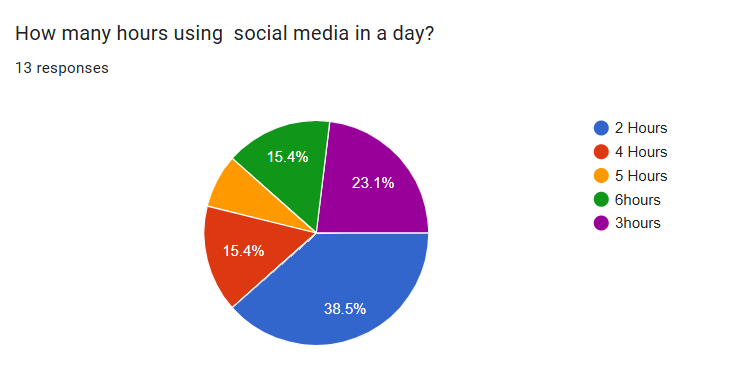 How many hours using  social media in a day?
13 responses
15.4%
23.1%
15.4%
38.5%
2 Hours
4 Hours
5 Hours
6hours
3hours